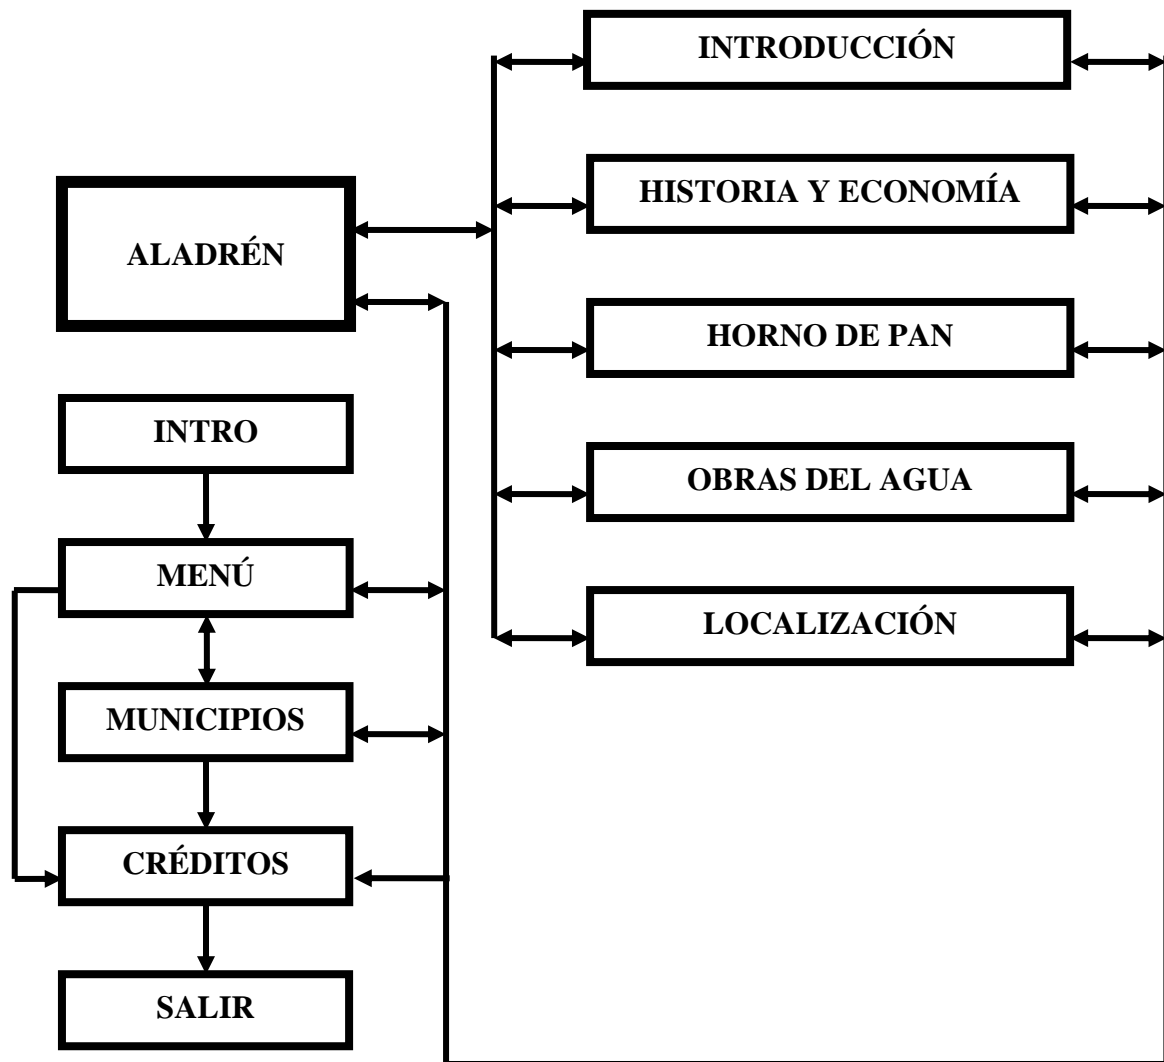 INTRODUCCIÓN
HISTORIA Y ECONOMÍA
ALADRÉN
HORNO DE PAN
INTRO
OBRAS DEL AGUA
MENÚ
LOCALIZACIÓN
MUNICIPIOS
CRÉDITOS
SALIR